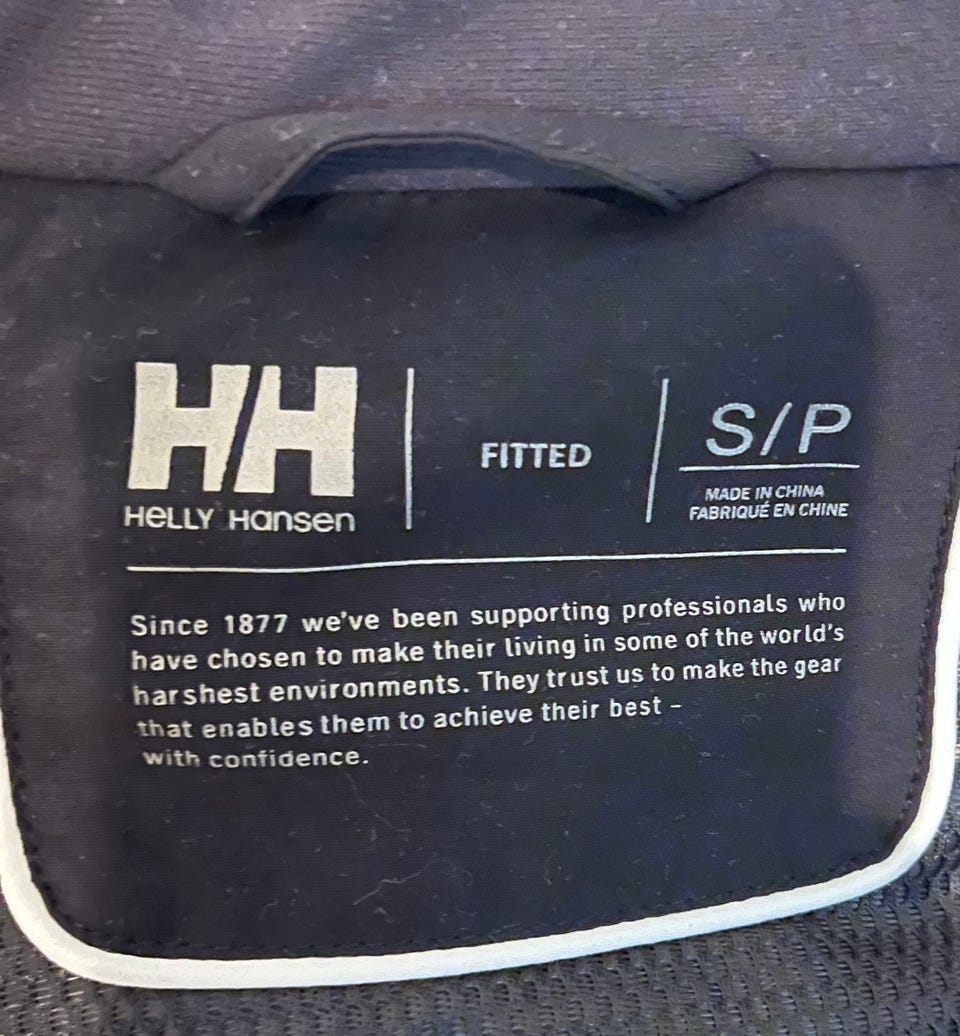 HH
HELLY HANSEN
FITTED
S/P
MADE IN CHINA
FABRIQUÉ EN CHINE
Since 1877 we've been supporting professionals who
have chosen to make their living in some of the world's
harshest environments. They trust us to make the gear
that enables them to achieve their best –
with confidence.